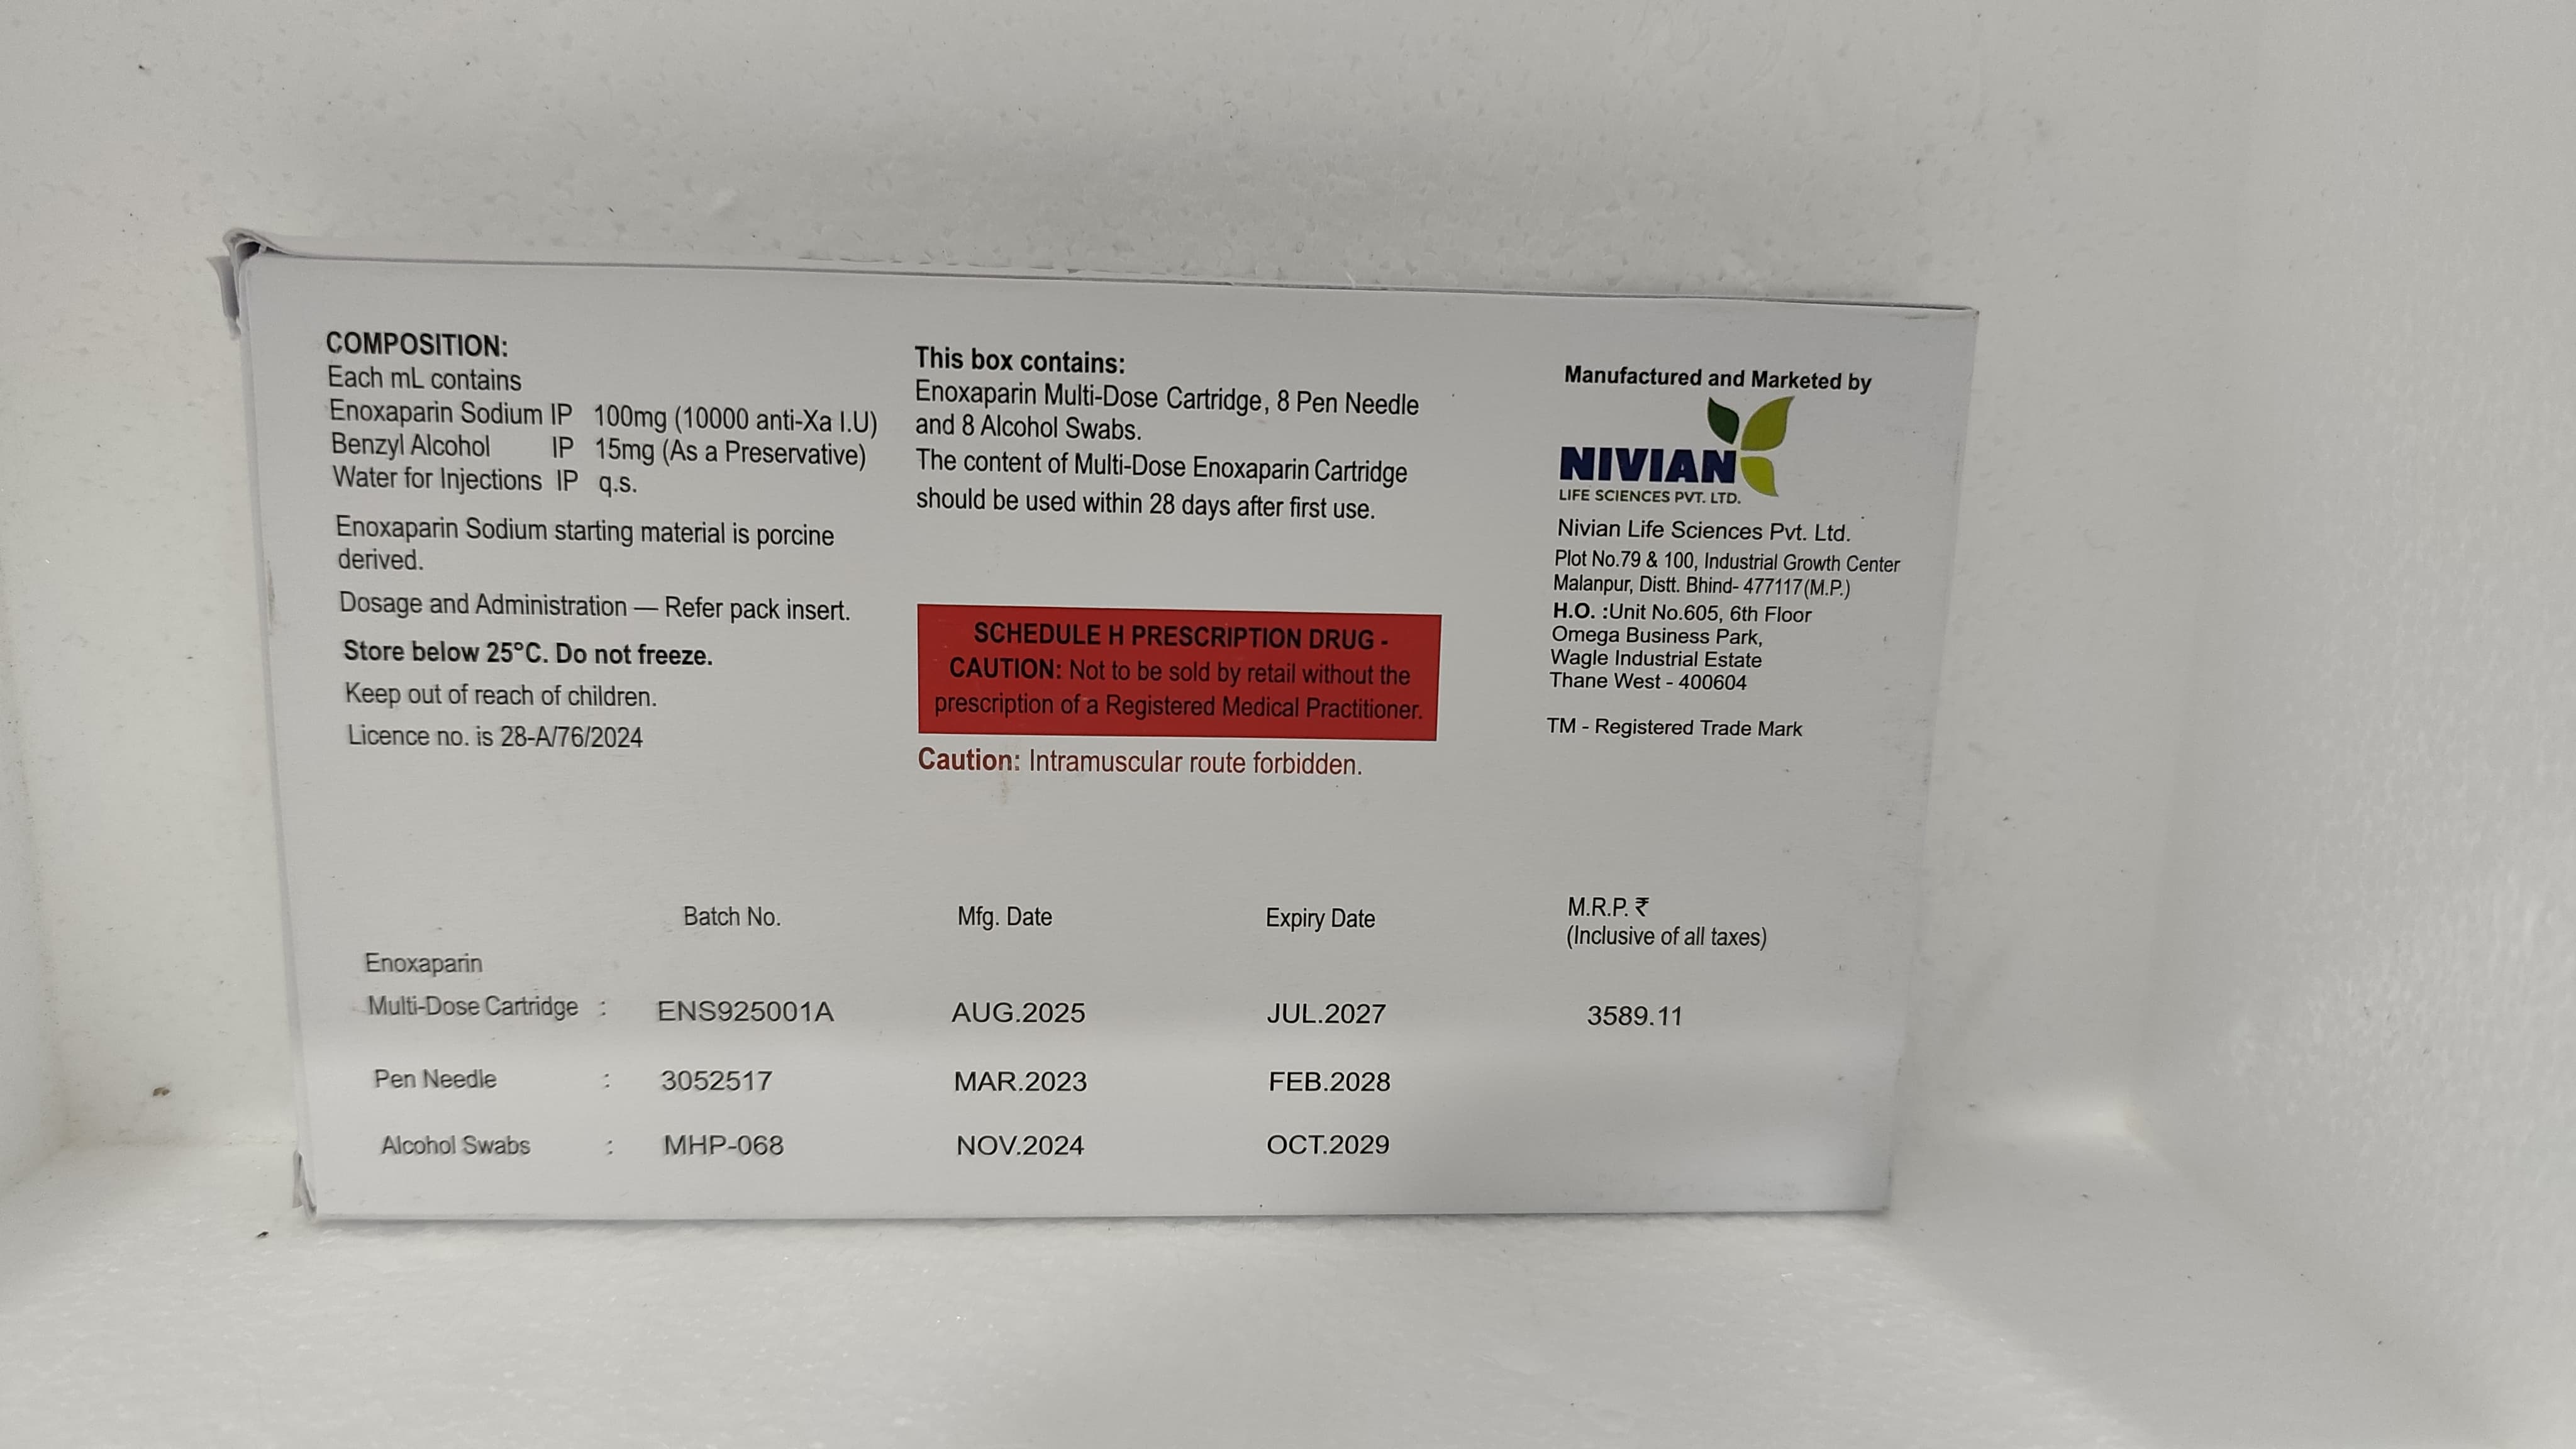 COMPOSITION:
Each mL contains
Enoxaparin Sodium IP 100mg (10000 anti-Xa I.U)
Benzyl Alcohol IP 15mg (As a Preservative)
Water for Injections IP q.s.
Enoxaparin Sodium starting material is porcine
derived.
Dosage and Administration — Refer pack insert.
Store below 25°C. Do not freeze.
Keep out of reach of children.
Licence no. is 28-A/76/2024
This box contains:
Enoxaparin Multi-Dose Cartridge, 8 Pen Needle
and 8 Alcohol Swabs.
The content of Multi-Dose Enoxaparin Cartridge
should be used within 28 days after first use.
SCHEDULE H PRESCRIPTION DRUG -
CAUTION: Not to be sold by retail without the
prescription of a Registered Medical Practitioner.
Caution: Intramuscular route forbidden.
Manufactured and Marketed by
NIVIAN
LIFE SCIENCES PVT. LTD.
Nivian Life Sciences Pvt. Ltd.
Plot No.79 & 100, Industrial Growth Center
Malanpur, Distt. Bhind- 477117(M.P.)
H.O. :Unit No.605, 6th Floor
Omega Business Park,
Wagle Industrial Estate
Thane West - 400604
TM - Registered Trade Mark
Batch No. Mfg. Date Expiry Date M.R.P. ₹
(Inclusive of all taxes)
Enoxaparin
Multi-Dose Cartridge : ENS925001A AUG.2025 JUL.2027 3589.11
Pen Needle : 3052517 MAR.2023 FEB.2028
Alcohol Swabs : MHP-068 NOV.2024 OCT.2029